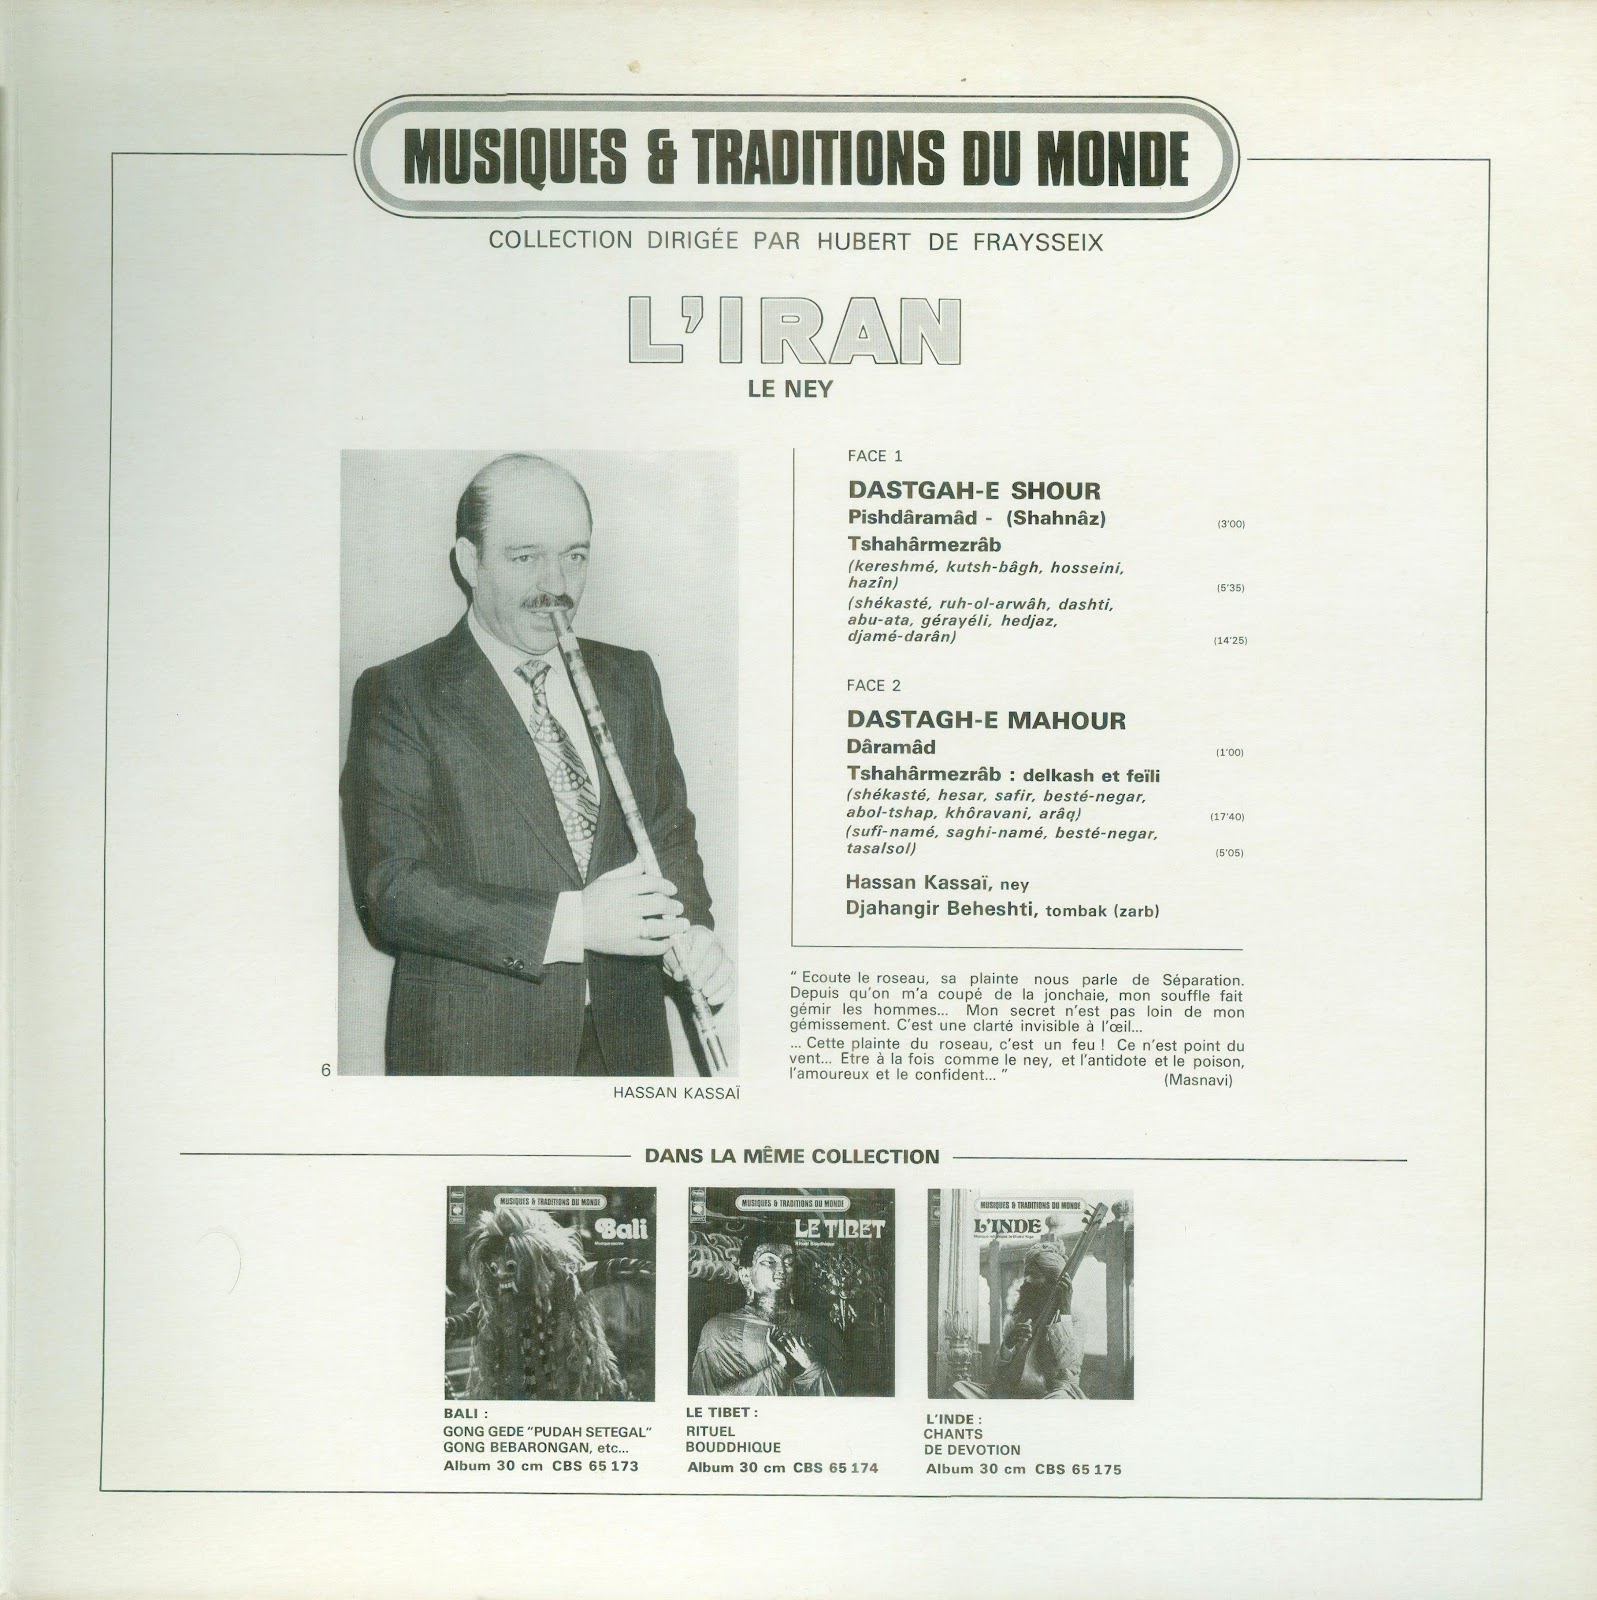 MUSIQUES & TRADITIONS DU MONDE
COLLECTION DIRIGÉE PAR HUBERT DE FRAYSSEIX
L'IRAN
LE NEY
FACE 1
DASTGAH-E SHOUR
Pishdâramâd - (Shahnâz) (3'00)
Tshahârmezrâb
(kereshmé, kutsh-bâgh, hosseini,
hazîn) (5'35)
(shékasté, ruh-ol-arwâh, dashti,
abu-ata, gérayéli, hedjaz,
djamé-darân) (14'25)
FACE 2
DASTAGH-E MAHOUR
Dâramâd (1'00)
Tshahârmezrâb : delkash et feïli
(shékasté, hesar, safir, besté-negar,
abol-tshap, khôravani, arâq) (17'40)
(sufî-namé, saghi-namé, besté-negar,
tasalsol) (5'05)
Hassan Kassaï, ney
Djahangir Beheshti, tombak (zarb)
6
HASSAN KASSAÏ
" Ecoute le roseau, sa plainte nous parle de Séparation.
Depuis qu'on m'a coupé de la jonchaie, mon souffle fait
gémir les hommes... Mon secret n'est pas loin de mon
gémissement. C'est une clarté invisible à l'œil...
... Cette plainte du roseau, c'est un feu ! Ce n'est point du
vent... Etre à la fois comme le ney, et l'antidote et le poison,
l'amoureux et le confident... "
(Masnavi)
DANS LA MÊME COLLECTION
MUSIQUES & TRADITIONS DU MONDE
Bali
MUSIQUES & TRADITIONS DU MONDE
LE TIBET
Rituel Bouddhique
MUSIQUES & TRADITIONS DU MONDE
L'INDE
BALI :
GONG GEDE "PUDAH SETEGAL"
GONG BEBARONGAN, etc...
Album 30 cm CBS 65 173
LE TIBET :
RITUEL
BOUDDHIQUE
Album 30 cm CBS 65 174
L'INDE :
CHANTS
DE DEVOTION
Album 30 cm CBS 65 175